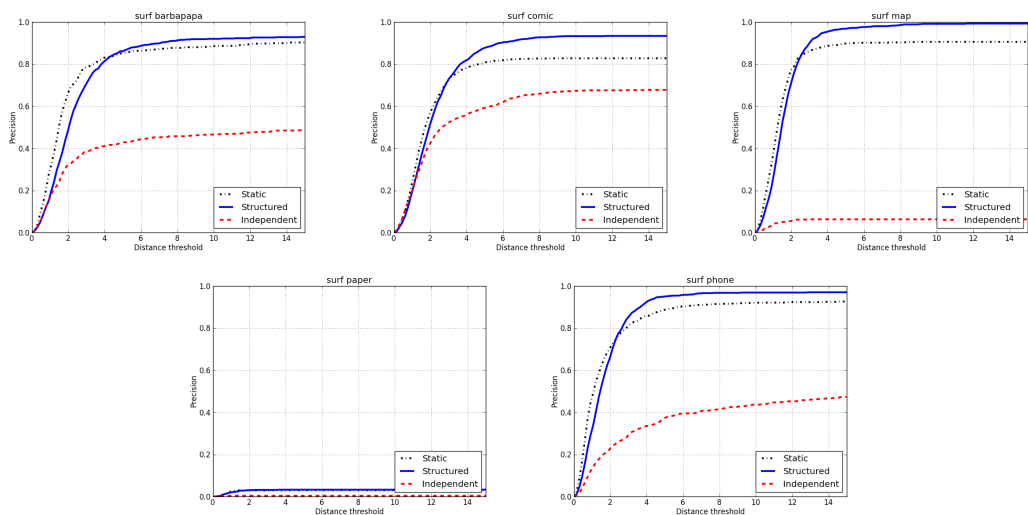 surf barbapapa
1.0
0.8
0.6
0.4
0.2
0.0
Precision
0 2 4 6 8 10 12 14
Distance threshold
Static
Structured
Independent
surf comic
1.0
0.8
0.6
0.4
0.2
0.0
Precision
0 2 4 6 8 10 12 14
Distance threshold
Static
Structured
Independent
surf map
1.0
0.8
0.6
0.4
0.2
0.0
Precision
0 2 4 6 8 10 12 14
Distance threshold
Static
Structured
Independent
surf paper
1.0
0.8
0.6
0.4
0.2
0.0
Precision
0 2 4 6 8 10 12 14
Distance threshold
Static
Structured
Independent
surf phone
1.0
0.8
0.6
0.4
0.2
0.0
Precision
0 2 4 6 8 10 12 14
Distance threshold
Static
Structured
Independent